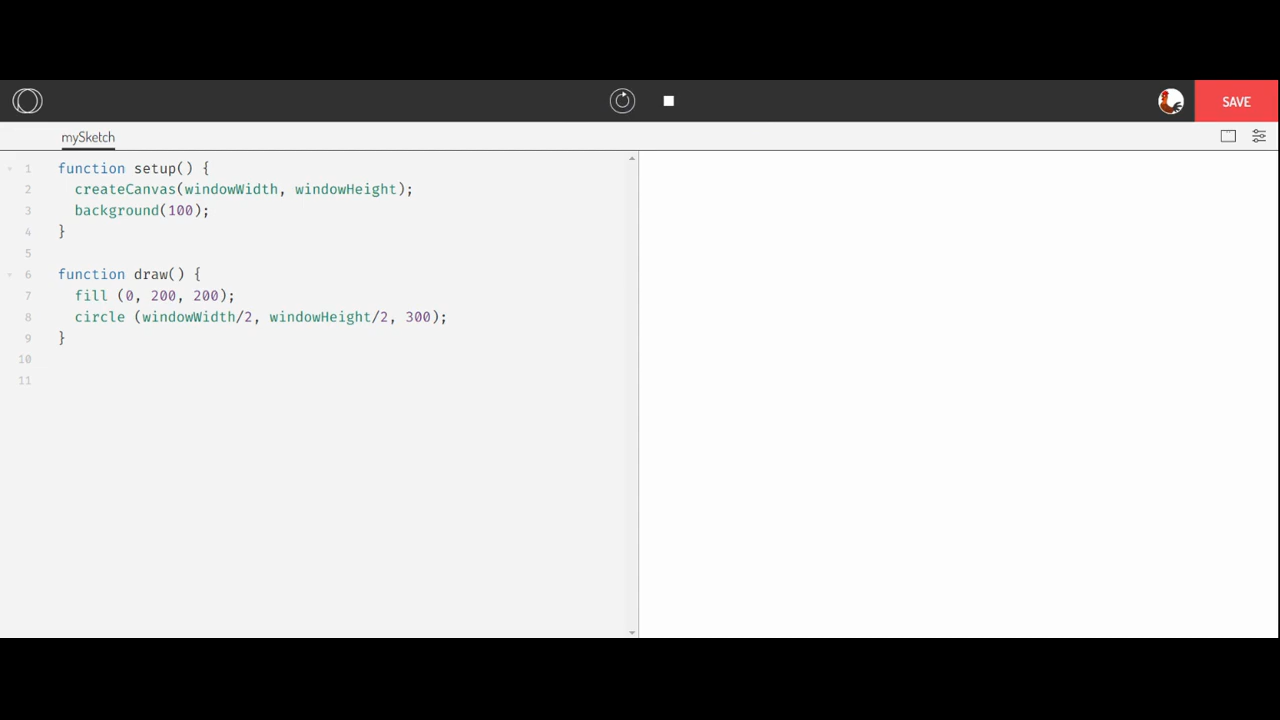 SAVE
mySketch
1 function setup() {
2 createCanvas(windowWidth, windowHeight);
3 background(100);
4 }
5
6 function draw() {
7 fill (0, 200, 200);
8 circle (windowWidth/2, windowHeight/2, 300);
9 }
10
11